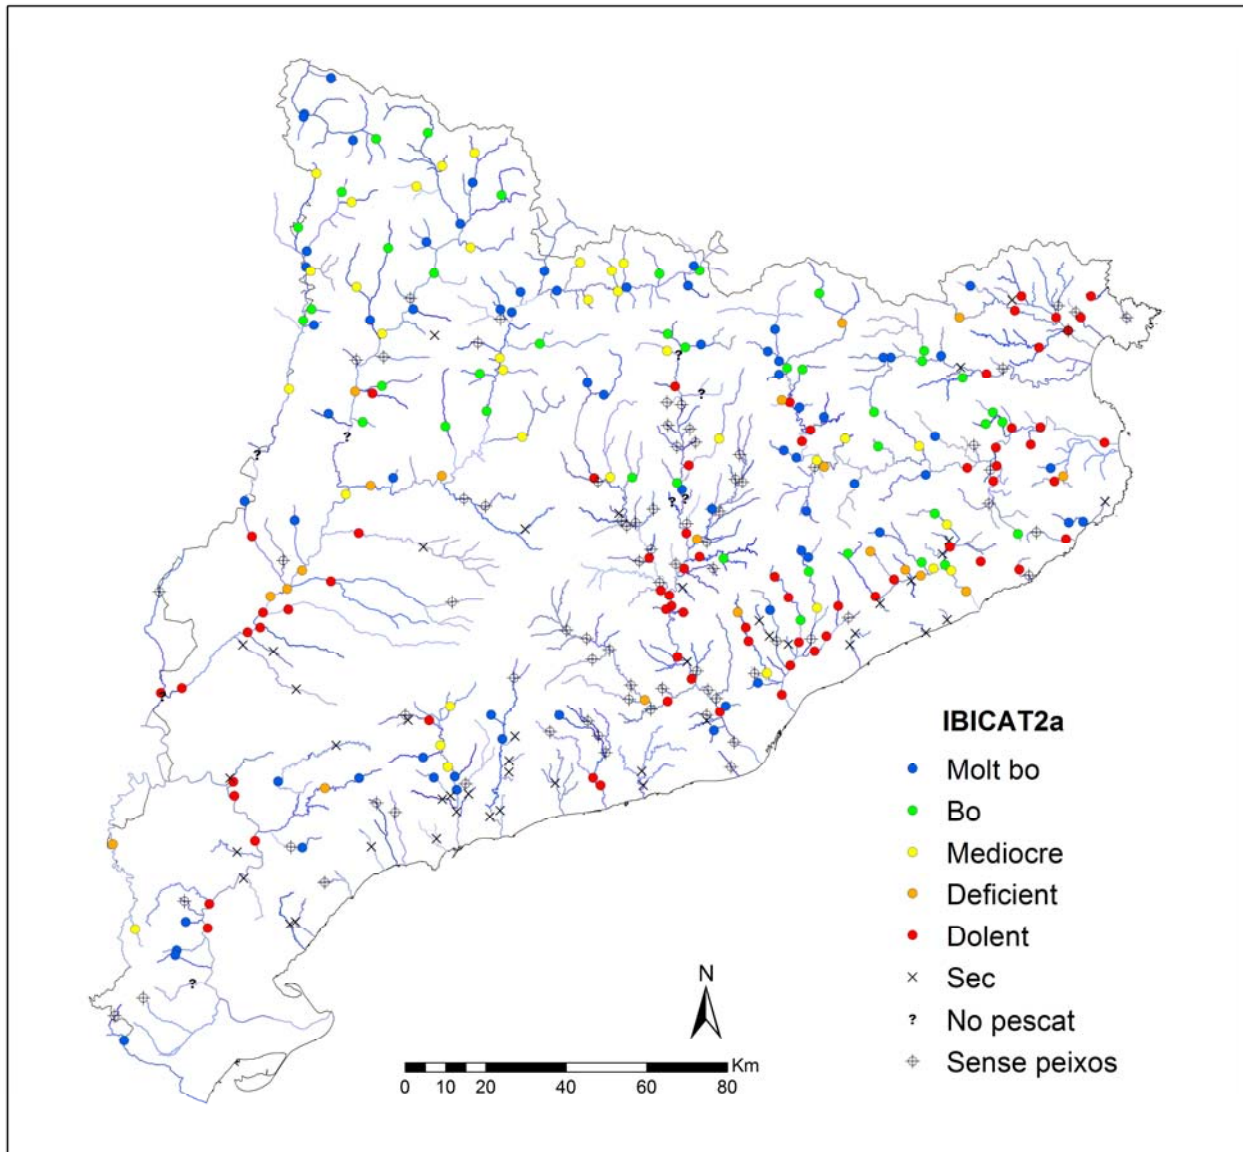 IBICAT2a
Molt bo
Bo
Mediocre
Deficient
Dolent
Sec
? No pescat
Sense peixos
N
Km
0 10 20 40 60 80